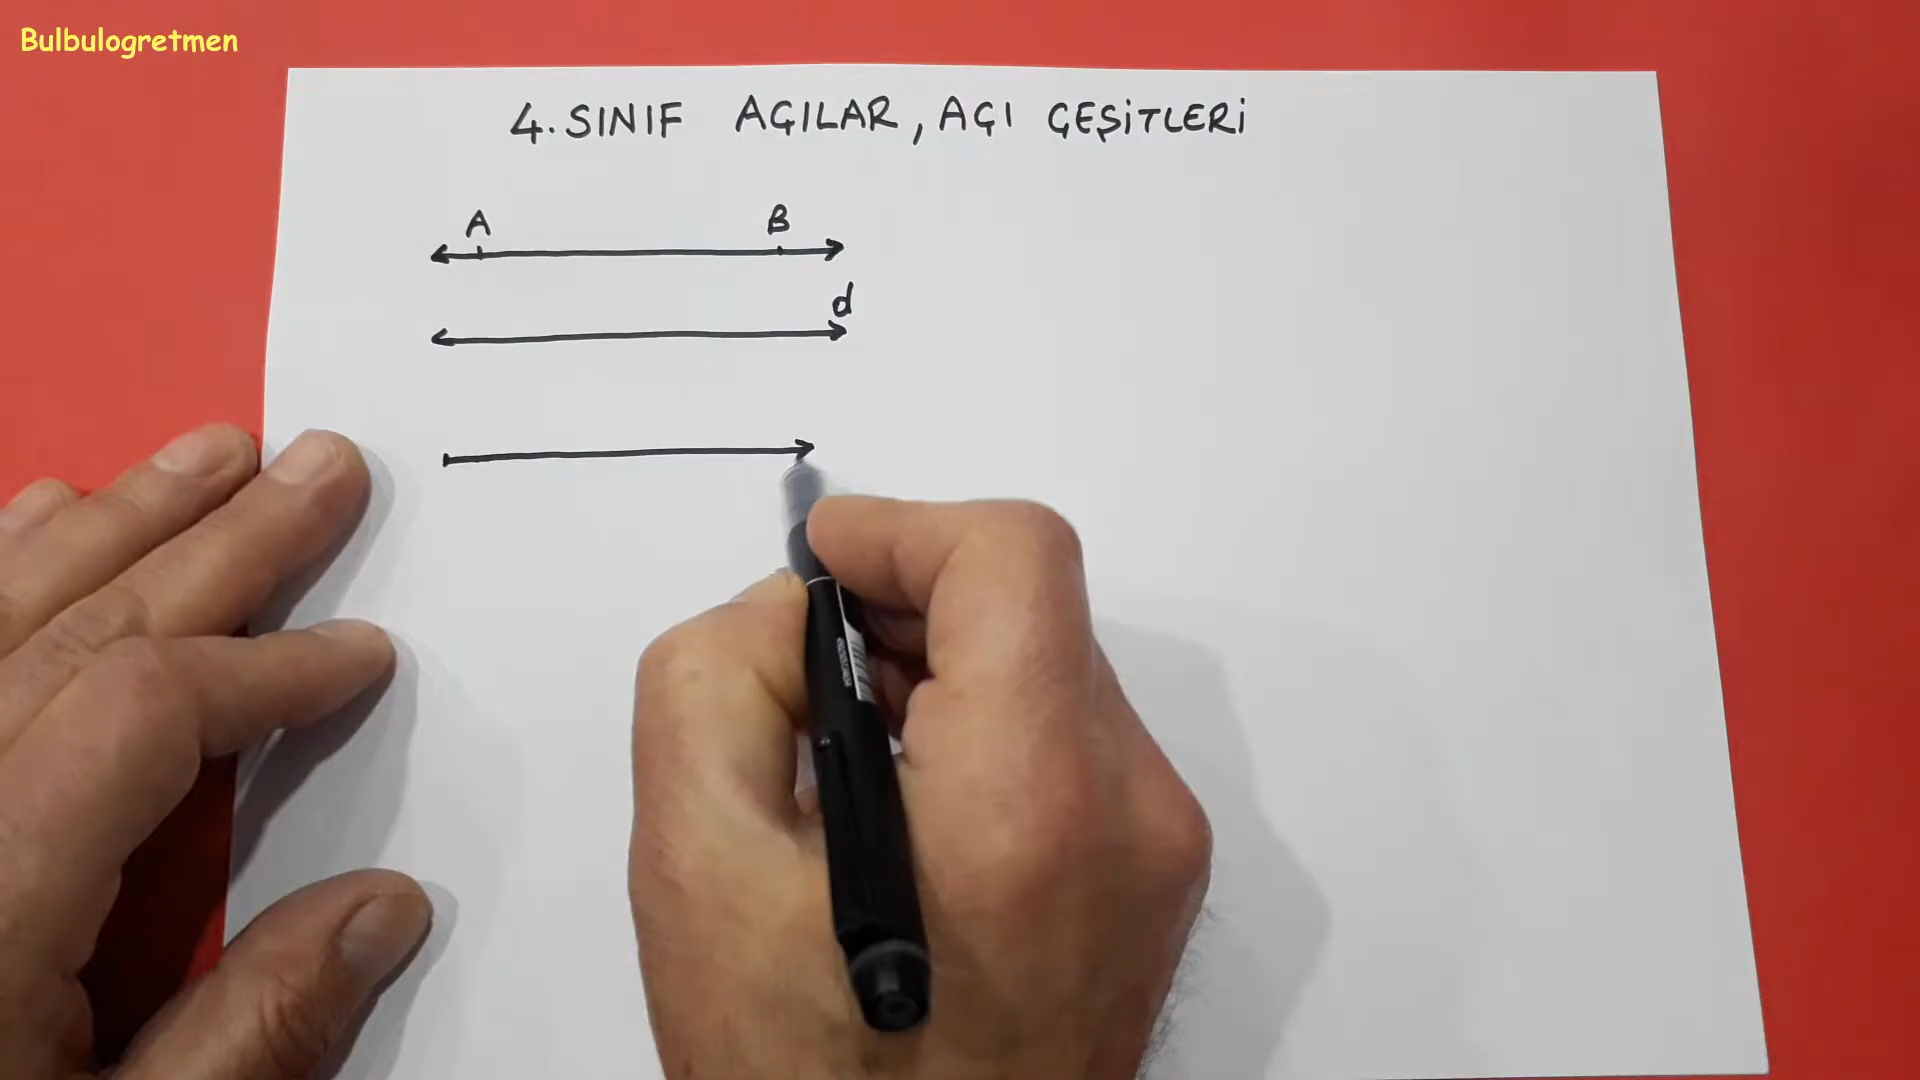 Bulbulogretmen
4. SINIF AÇILAR, AÇI ÇEŞİTLERİ
A B
d